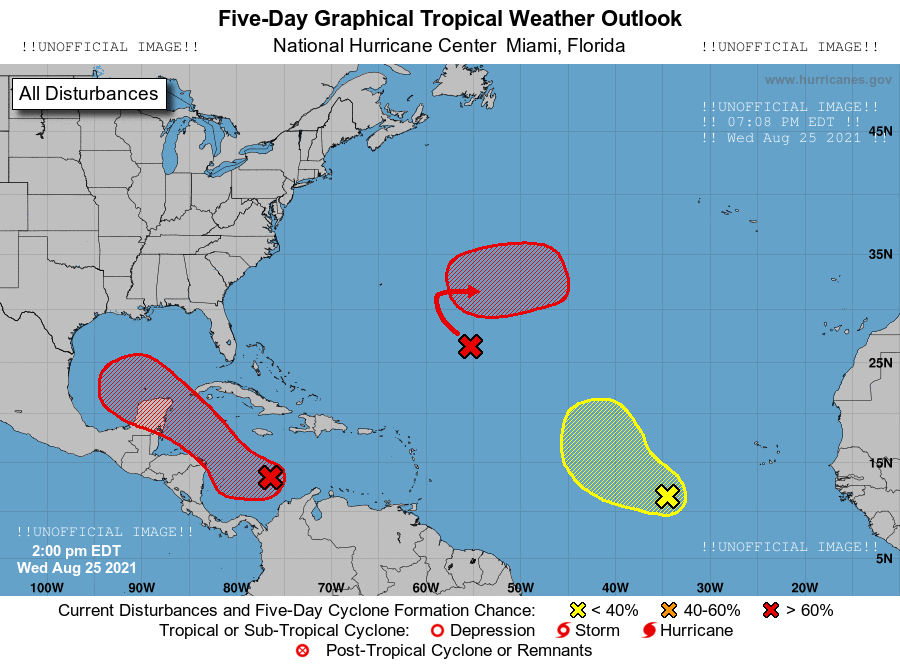 Five-Day Graphical Tropical Weather Outlook
!!UNOFFICIAL IMAGE!! National Hurricane Center Miami, Florida !!UNOFFICIAL IMAGE!!
www.hurricanes.gov
All Disturbances
!!UNOFFICIAL IMAGE!!
!! 07:08 PM EDT !!
!! Wed Aug 25 2021 !!
45N
35N
25N
15N
!!UNOFFICIAL IMAGE!!
2:00 pm EDT
!!UNOFFICIAL IMAGE!!
5N
Wed Aug 25 2021
100W 90W 80W 70W 60W 50W 40W 30W 20W
Current Disturbances and Five-Day Cyclone Formation Chance: < 40% 40-60% > 60%
Tropical or Sub-Tropical Cyclone: Depression Storm Hurricane
Post-Tropical Cyclone or Remnants